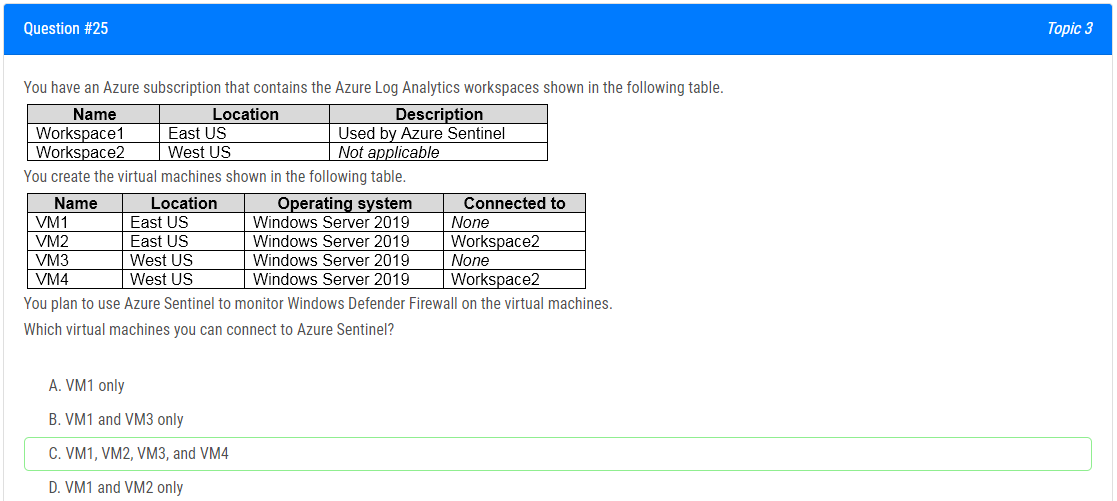 Question #25 Topic 3
You have an Azure subscription that contains the Azure Log Analytics workspaces shown in the following table.
Name Location Description
Workspace1 East US Used by Azure Sentinel
Workspace2 West US Not applicable
You create the virtual machines shown in the following table.
Name Location Operating system Connected to
VM1 East US Windows Server 2019 None
VM2 East US Windows Server 2019 Workspace2
VM3 West US Windows Server 2019 None
VM4 West US Windows Server 2019 Workspace2
You plan to use Azure Sentinel to monitor Windows Defender Firewall on the virtual machines.
Which virtual machines you can connect to Azure Sentinel?
A. VM1 only
B. VM1 and VM3 only
C. VM1, VM2, VM3, and VM4
D. VM1 and VM2 only